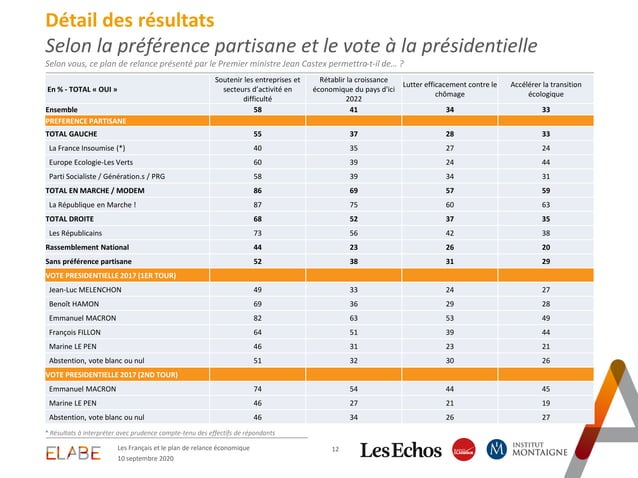 Détail des résultats
Selon la préférence partisane et le vote à la présidentielle
Selon vous, ce plan de relance présenté par le Premier ministre Jean Castex permettra-t-il de… ?
En % - TOTAL « OUI » Soutenir les entreprises et secteurs d’activité en difficulté Rétablir la croissance économique du pays d’ici 2022 Lutter efficacement contre le chômage Accélérer la transition écologique
Ensemble 58 41 34 33
PREFERENCE PARTISANE
TOTAL GAUCHE 55 37 28 33
La France Insoumise (*) 40 35 27 24
Europe Ecologie-Les Verts 60 39 24 44
Parti Socialiste / Génération.s / PRG 58 39 34 31
TOTAL EN MARCHE / MODEM 86 69 57 59
La République en Marche ! 87 75 60 63
TOTAL DROITE 68 52 37 35
Les Républicains 73 56 42 38
Rassemblement National 44 23 26 20
Sans préférence partisane 52 38 31 29
VOTE PRESIDENTIELLE 2017 (1ER TOUR)
Jean-Luc MELENCHON 49 33 24 27
Benoît HAMON 69 36 29 28
Emmanuel MACRON 82 63 53 49
François FILLON 64 51 39 44
Marine LE PEN 46 31 23 21
Abstention, vote blanc ou nul 51 32 30 26
VOTE PRESIDENTIELLE 2017 (2ND TOUR)
Emmanuel MACRON 74 54 44 45
Marine LE PEN 46 27 21 19
Abstention, vote blanc ou nul 46 34 26 27
* Résultats à interpréter avec prudence compte-tenu des effectifs de répondants
ELABE
Les Français et le plan de relance économique
10 septembre 2020
12
Les Echos
RADIO CLASSIQUE
INSTITUT MONTAIGNE